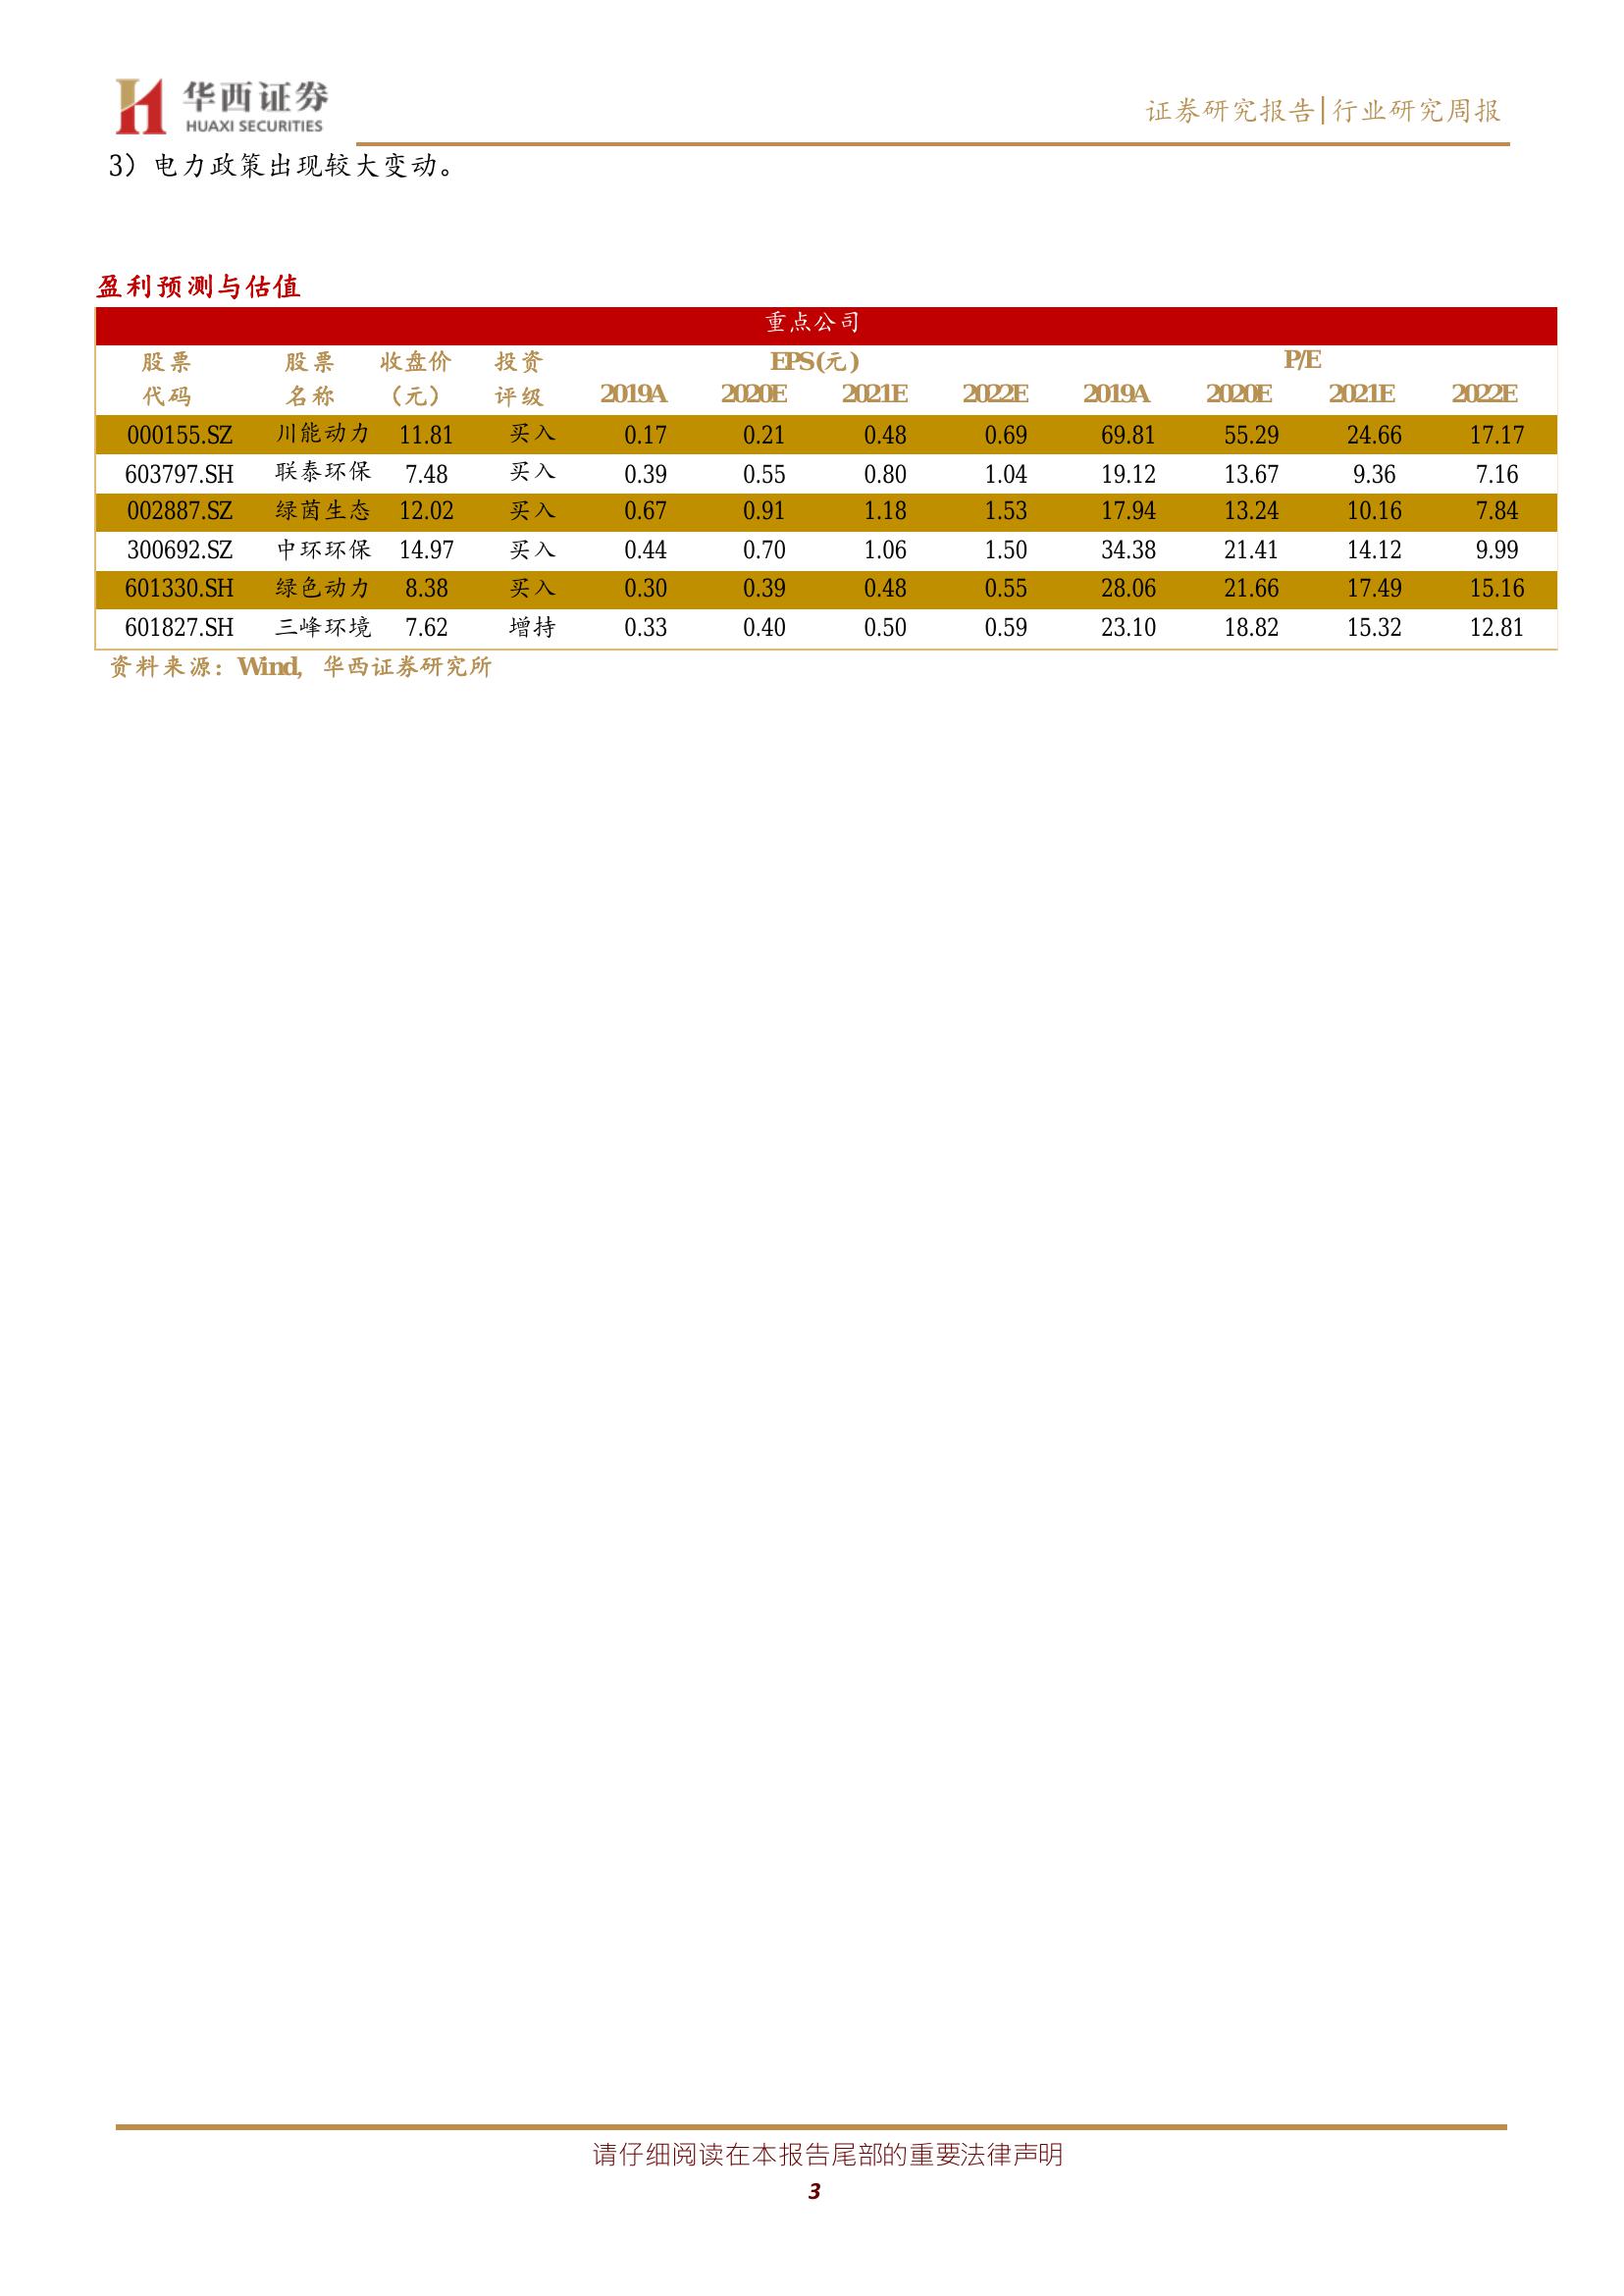 华西证券
HUAXI SECURITIES
证券研究报告|行业研究周报
3）电力政策出现较大变动。
盈利预测与估值
重点公司
股票 股票 收盘价 投资 EPS(元) P/E
代码 名称 （元） 评级 2019A 2020E 2021E 2022E 2019A 2020E 2021E 2022E
000155.SZ 川能动力 11.81 买入 0.17 0.21 0.48 0.69 69.81 55.29 24.66 17.17
603797.SH 联泰环保 7.48 买入 0.39 0.55 0.80 1.04 19.12 13.67 9.36 7.16
002887.SZ 绿茵生态 12.02 买入 0.67 0.91 1.18 1.53 17.94 13.24 10.16 7.84
300692.SZ 中环环保 14.97 买入 0.44 0.70 1.06 1.50 34.38 21.41 14.12 9.99
601330.SH 绿色动力 8.38 买入 0.30 0.39 0.48 0.55 28.06 21.66 17.49 15.16
601827.SH 三峰环境 7.62 增持 0.33 0.40 0.50 0.59 23.10 18.82 15.32 12.81
资料来源：Wind，华西证券研究所
请仔细阅读在本报告尾部的重要法律声明
3